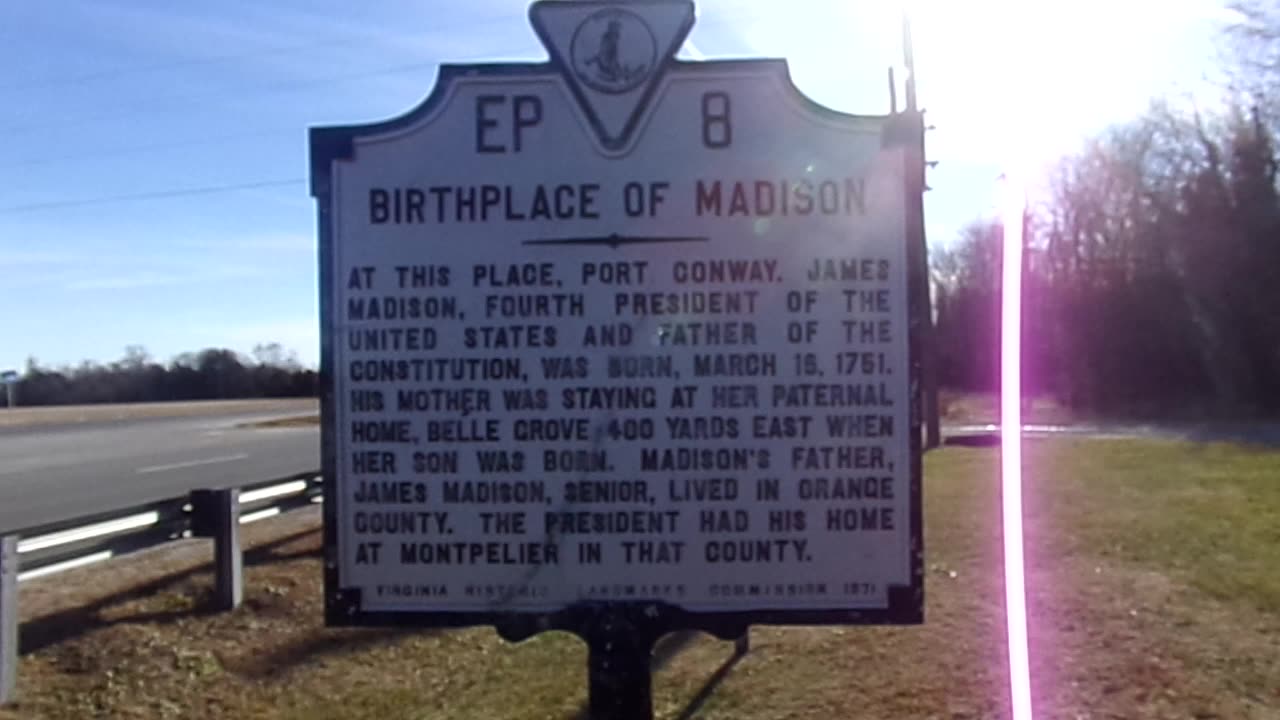 EP 8
BIRTHPLACE OF MADISON
AT THIS PLACE, PORT CONWAY. JAMES
MADISON, FOURTH PRESIDENT OF THE
UNITED STATES AND FATHER OF THE
CONSTITUTION, WAS BORN, MARCH 16, 1751.
HIS MOTHER WAS STAYING AT HER PATERNAL
HOME, BELLE GROVE, 400 YARDS EAST WHEN
HER SON WAS BORN. MADISON'S FATHER,
JAMES MADISON, SENIOR, LIVED IN ORANGE
COUNTY. THE PRESIDENT HAD HIS HOME
AT MONTPELIER IN THAT COUNTY.
VIRGINIA HISTORIC LANDMARKS COMMISSION 1971